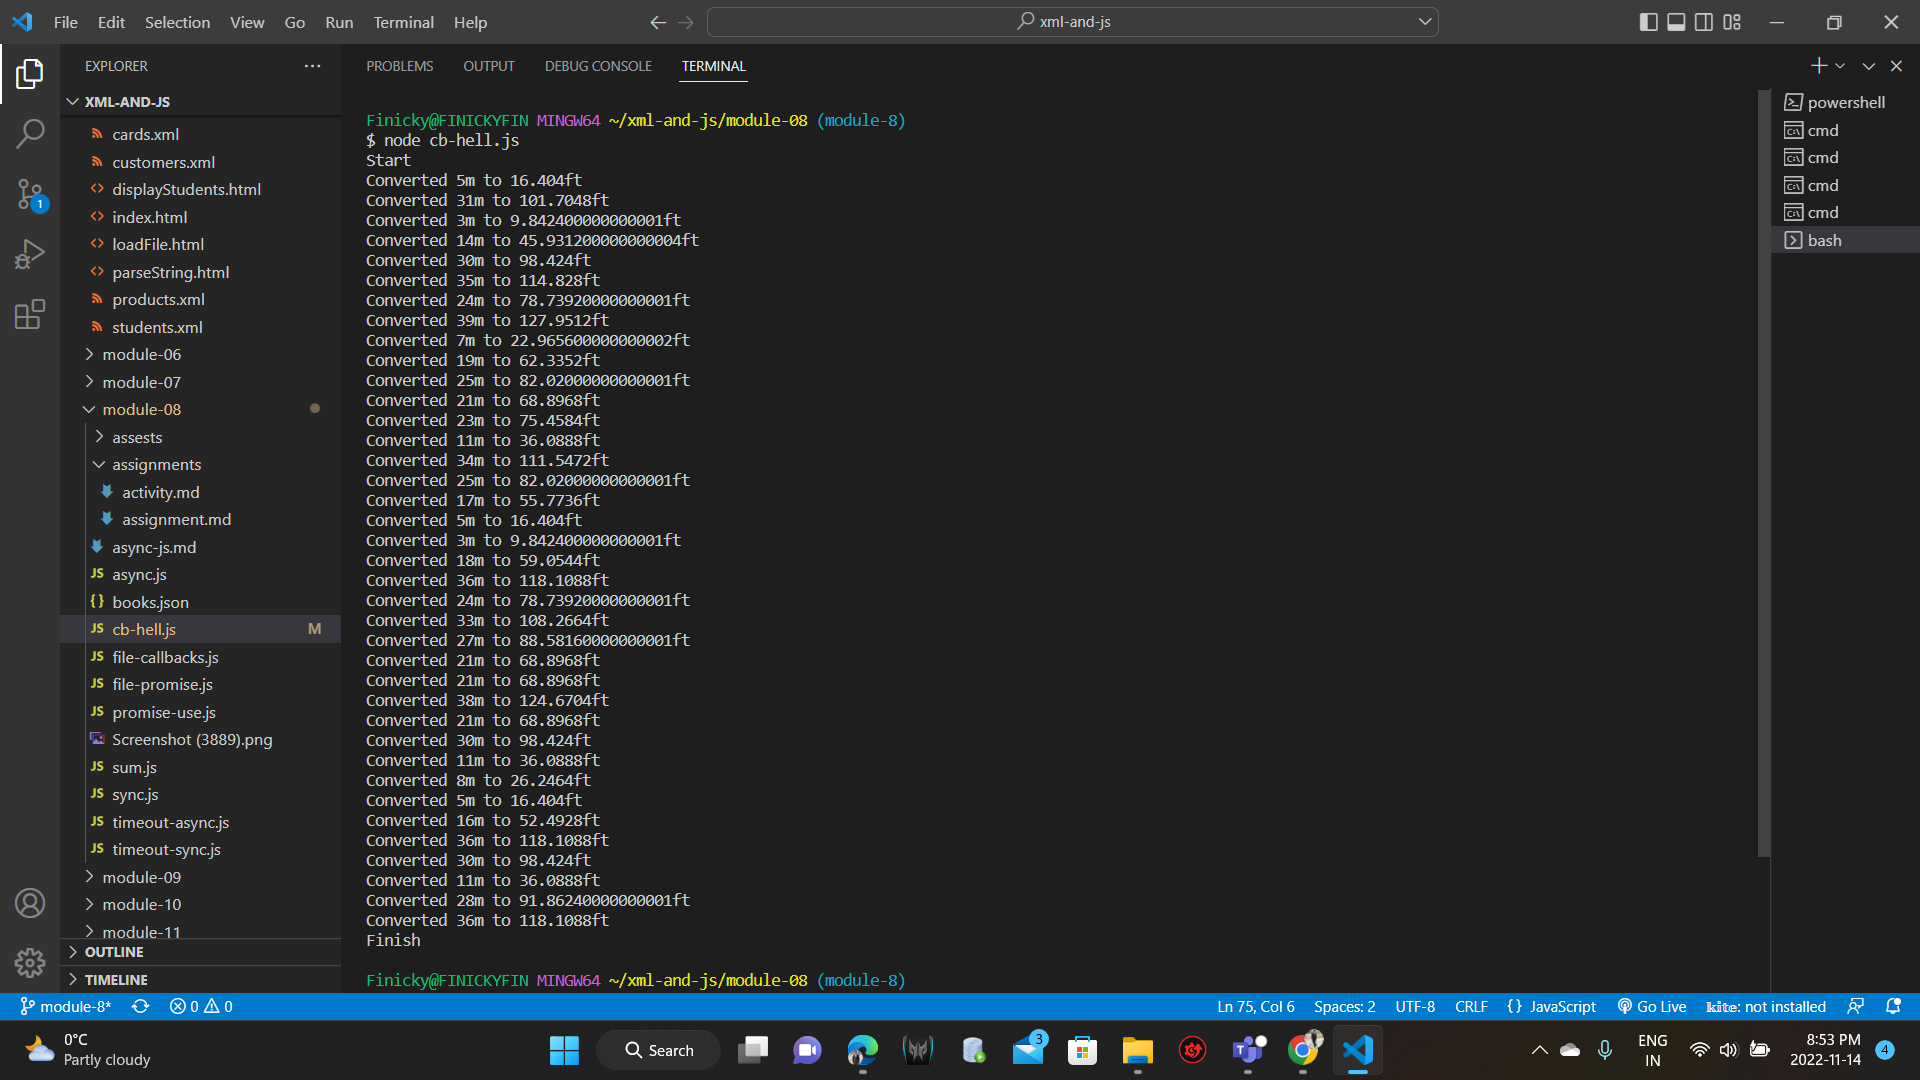 File Edit Selection View Go Run Terminal Help
xml-and-js
EXPLORER
XML-AND-JS
cards.xml
customers.xml
displayStudents.html
index.html
loadFile.html
parseString.html
products.xml
students.xml
module-06
module-07
module-08
assests
assignments
activity.md
assignment.md
async-js.md
JS async.js
{} books.json
JS cb-hell.js M
JS file-callbacks.js
JS file-promise.js
JS promise-use.js
Screenshot (3889).png
JS sum.js
JS sync.js
JS timeout-async.js
JS timeout-sync.js
module-09
module-10
module-11
OUTLINE
TIMELINE
1
PROBLEMS OUTPUT DEBUG CONSOLE TERMINAL
Finicky@FINICKYFIN MINGW64 ~/xml-and-js/module-08 (module-8)
$ node cb-hell.js
Start
Converted 5m to 16.404ft
Converted 31m to 101.7048ft
Converted 3m to 9.842400000000001ft
Converted 14m to 45.931200000000004ft
Converted 30m to 98.424ft
Converted 35m to 114.828ft
Converted 24m to 78.73920000000001ft
Converted 39m to 127.9512ft
Converted 7m to 22.965600000000002ft
Converted 19m to 62.3352ft
Converted 25m to 82.02000000000001ft
Converted 21m to 68.8968ft
Converted 23m to 75.4584ft
Converted 11m to 36.0888ft
Converted 34m to 111.5472ft
Converted 25m to 82.02000000000001ft
Converted 17m to 55.7736ft
Converted 5m to 16.404ft
Converted 3m to 9.842400000000001ft
Converted 18m to 59.0544ft
Converted 36m to 118.1088ft
Converted 24m to 78.73920000000001ft
Converted 33m to 108.2664ft
Converted 27m to 88.58160000000001ft
Converted 21m to 68.8968ft
Converted 21m to 68.8968ft
Converted 38m to 124.6704ft
Converted 21m to 68.8968ft
Converted 30m to 98.424ft
Converted 11m to 36.0888ft
Converted 8m to 26.2464ft
Converted 5m to 16.404ft
Converted 16m to 52.4928ft
Converted 36m to 118.1088ft
Converted 30m to 98.424ft
Converted 11m to 36.0888ft
Converted 28m to 91.86240000000001ft
Converted 36m to 118.1088ft
Finish
Finicky@FINICKYFIN MINGW64 ~/xml-and-js/module-08 (module-8)
powershell
cmd
cmd
cmd
cmd
bash
module-8* 0 0 Ln 75, Col 6 Spaces: 2 UTF-8 CRLF {} JavaScript Go Live kite: not installed
0°C
Partly cloudy
Search
3
ENG
IN
8:53 PM
2022-11-14
4